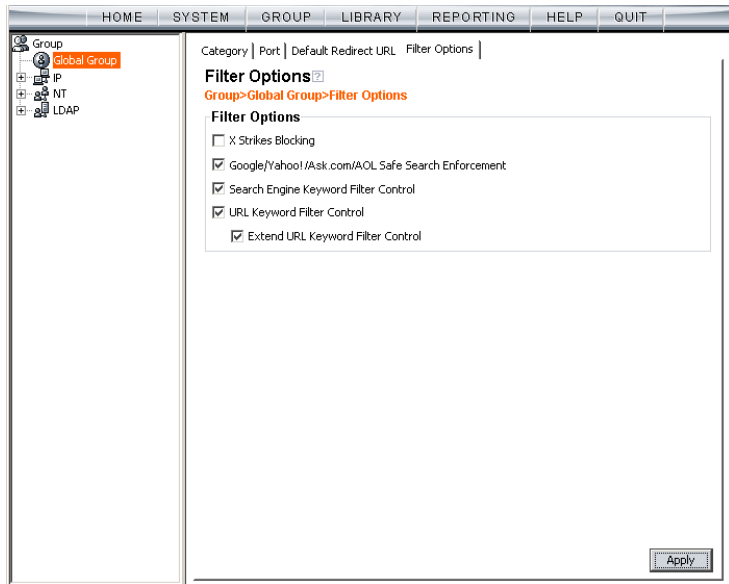 HOME SYSTEM GROUP LIBRARY REPORTING HELP QUIT
Group
Global Group
IP
NT
LDAP
Category Port Default Redirect URL Filter Options
Filter Options ?
Group>Global Group>Filter Options
Filter Options
X Strikes Blocking
Google/Yahoo!/Ask.com/AOL Safe Search Enforcement
Search Engine Keyword Filter Control
URL Keyword Filter Control
Extend URL Keyword Filter Control
Apply